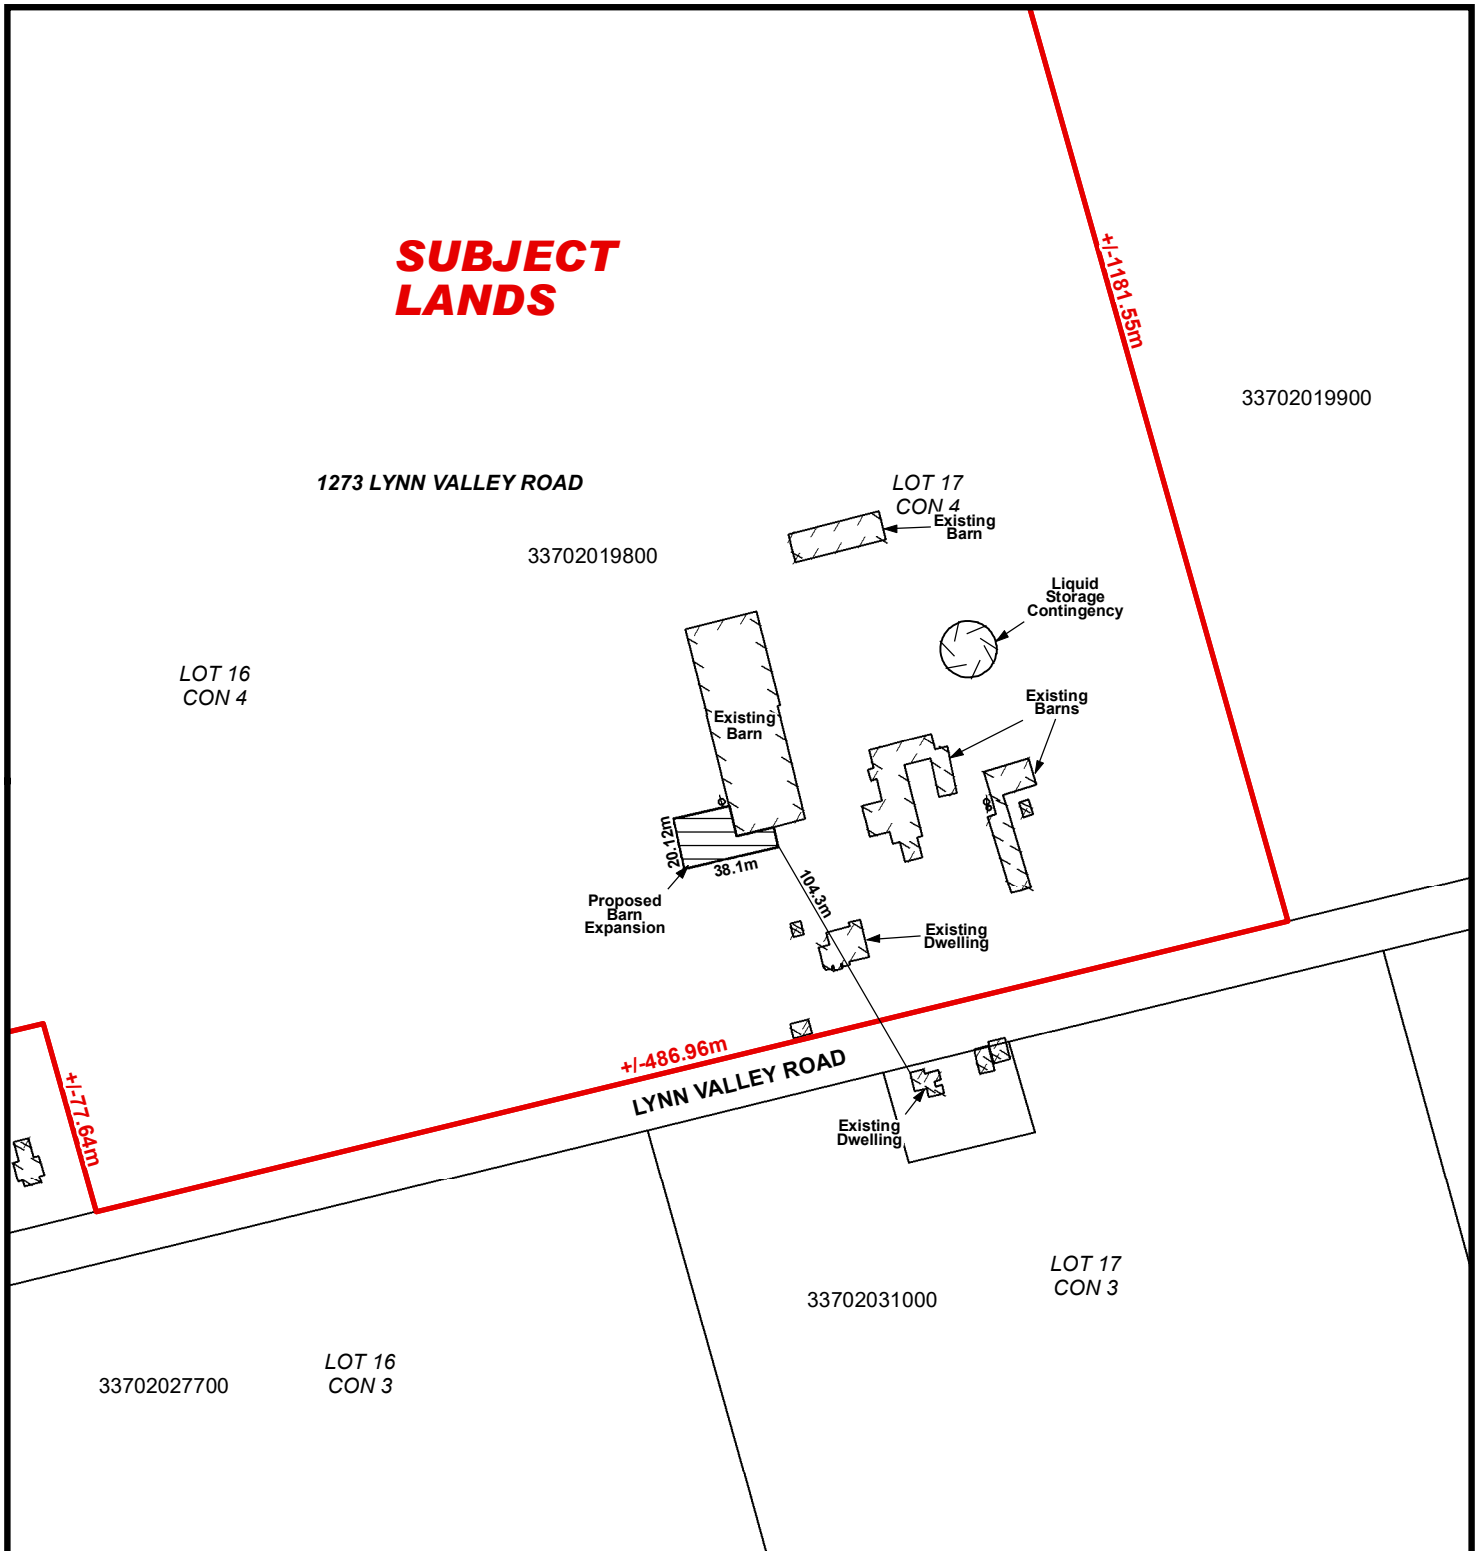 SUBJECT
LANDS
+/-1181.55m
33702019900
1273 LYNN VALLEY ROAD
LOT 17
CON 4
Existing
Barn
33702019800
Liquid
Storage
Contingency
LOT 16
CON 4
Existing
Barns
Existing
Barn
20.12m
38.1m
104.3m
Proposed
Barn
Expansion
Existing
Dwelling
+/-486.96m
LYNN VALLEY ROAD
+/-77.64m
Existing
Dwelling
LOT 17
CON 3
33702031000
LOT 16
CON 3
33702027700